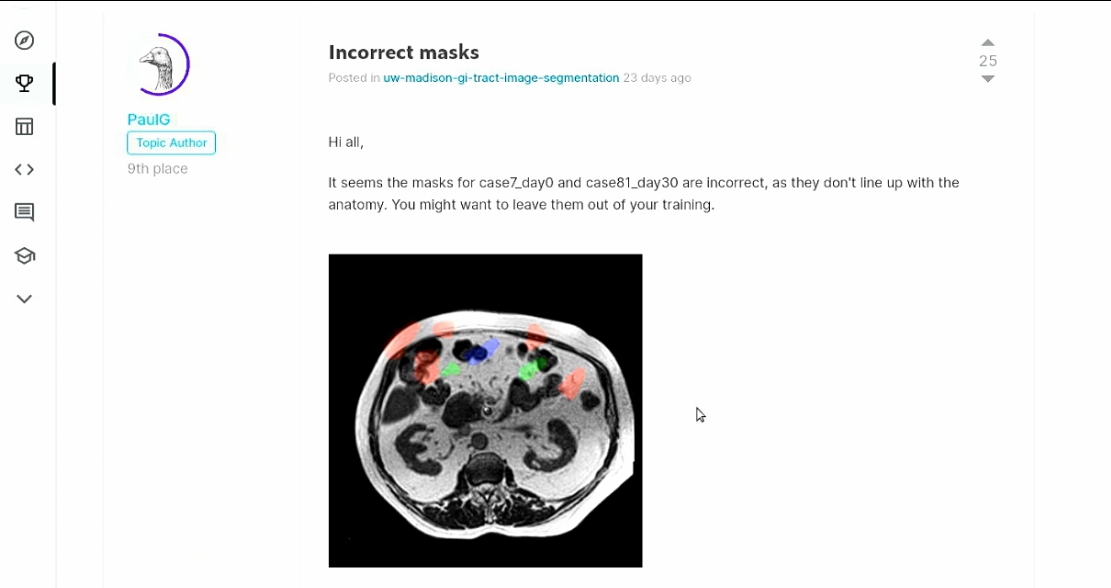 PaulG
Topic Author
9th place
Incorrect masks
Posted in uw-madison-gi-tract-image-segmentation 23 days ago
25
Hi all,
It seems the masks for case7_day0 and case81_day30 are incorrect, as they don't line up with the
anatomy. You might want to leave them out of your training.